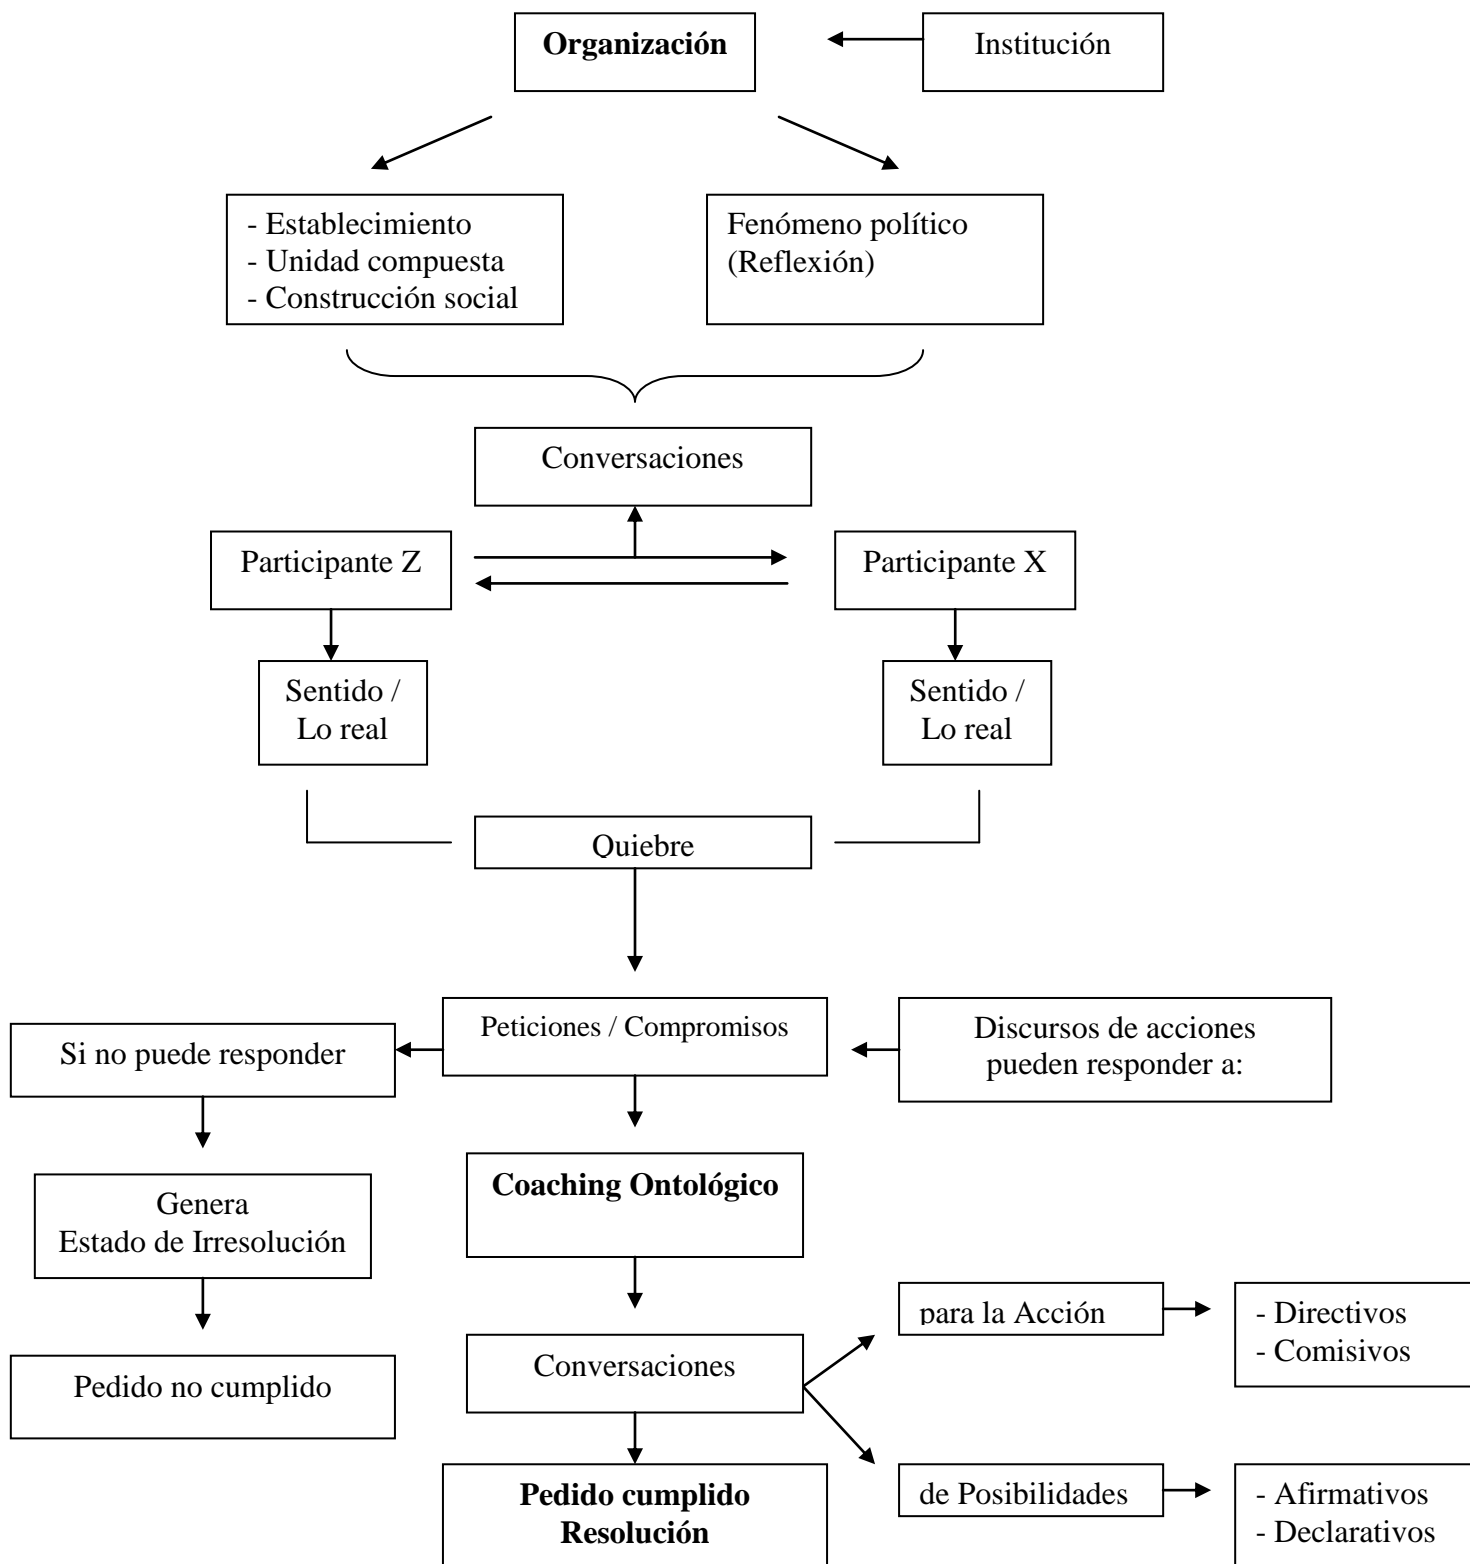 Organización
Institución
- Establecimiento
- Unidad compuesta
- Construcción social
Fenómeno político
(Reflexión)
Conversaciones
Participante Z
Participante X
Sentido /
Lo real
Sentido /
Lo real
Quiebre
Si no puede responder
Peticiones / Compromisos
Discursos de acciones
pueden responder a:
Genera
Estado de Irresolución
Coaching Ontológico
Pedido no cumplido
Conversaciones
para la Acción
- Directivos
- Comisivos
Pedido cumplido
Resolución
de Posibilidades
- Afirmativos
- Declarativos